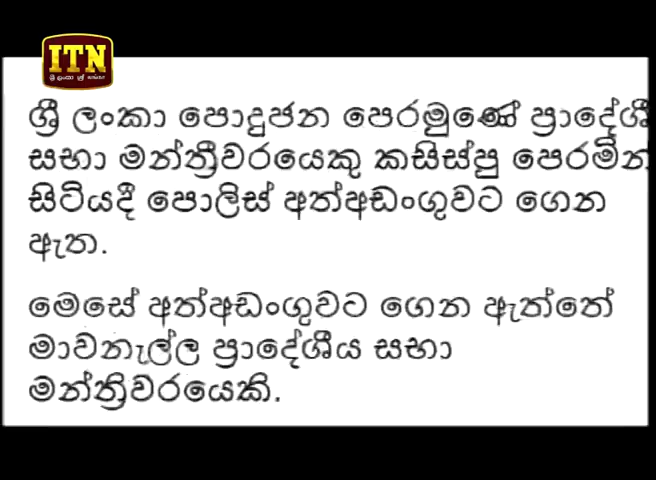 ITN
ශ්‍රී ලංකා පොදුජන පෙරමුණේ ප්‍රාදේශී
සභා මන්ත්‍රීවරයෙකු කසිප්පු පෙරමින්
සිටියදී පොලිස් අත්අඩංගුවට ගෙන
ඇත.
මෙසේ අත්අඩංගුවට ගෙන ඇත්තේ
මාවනැල්ල ප්‍රාදේශීය සභා
මන්ත්‍රිවරයෙකි.